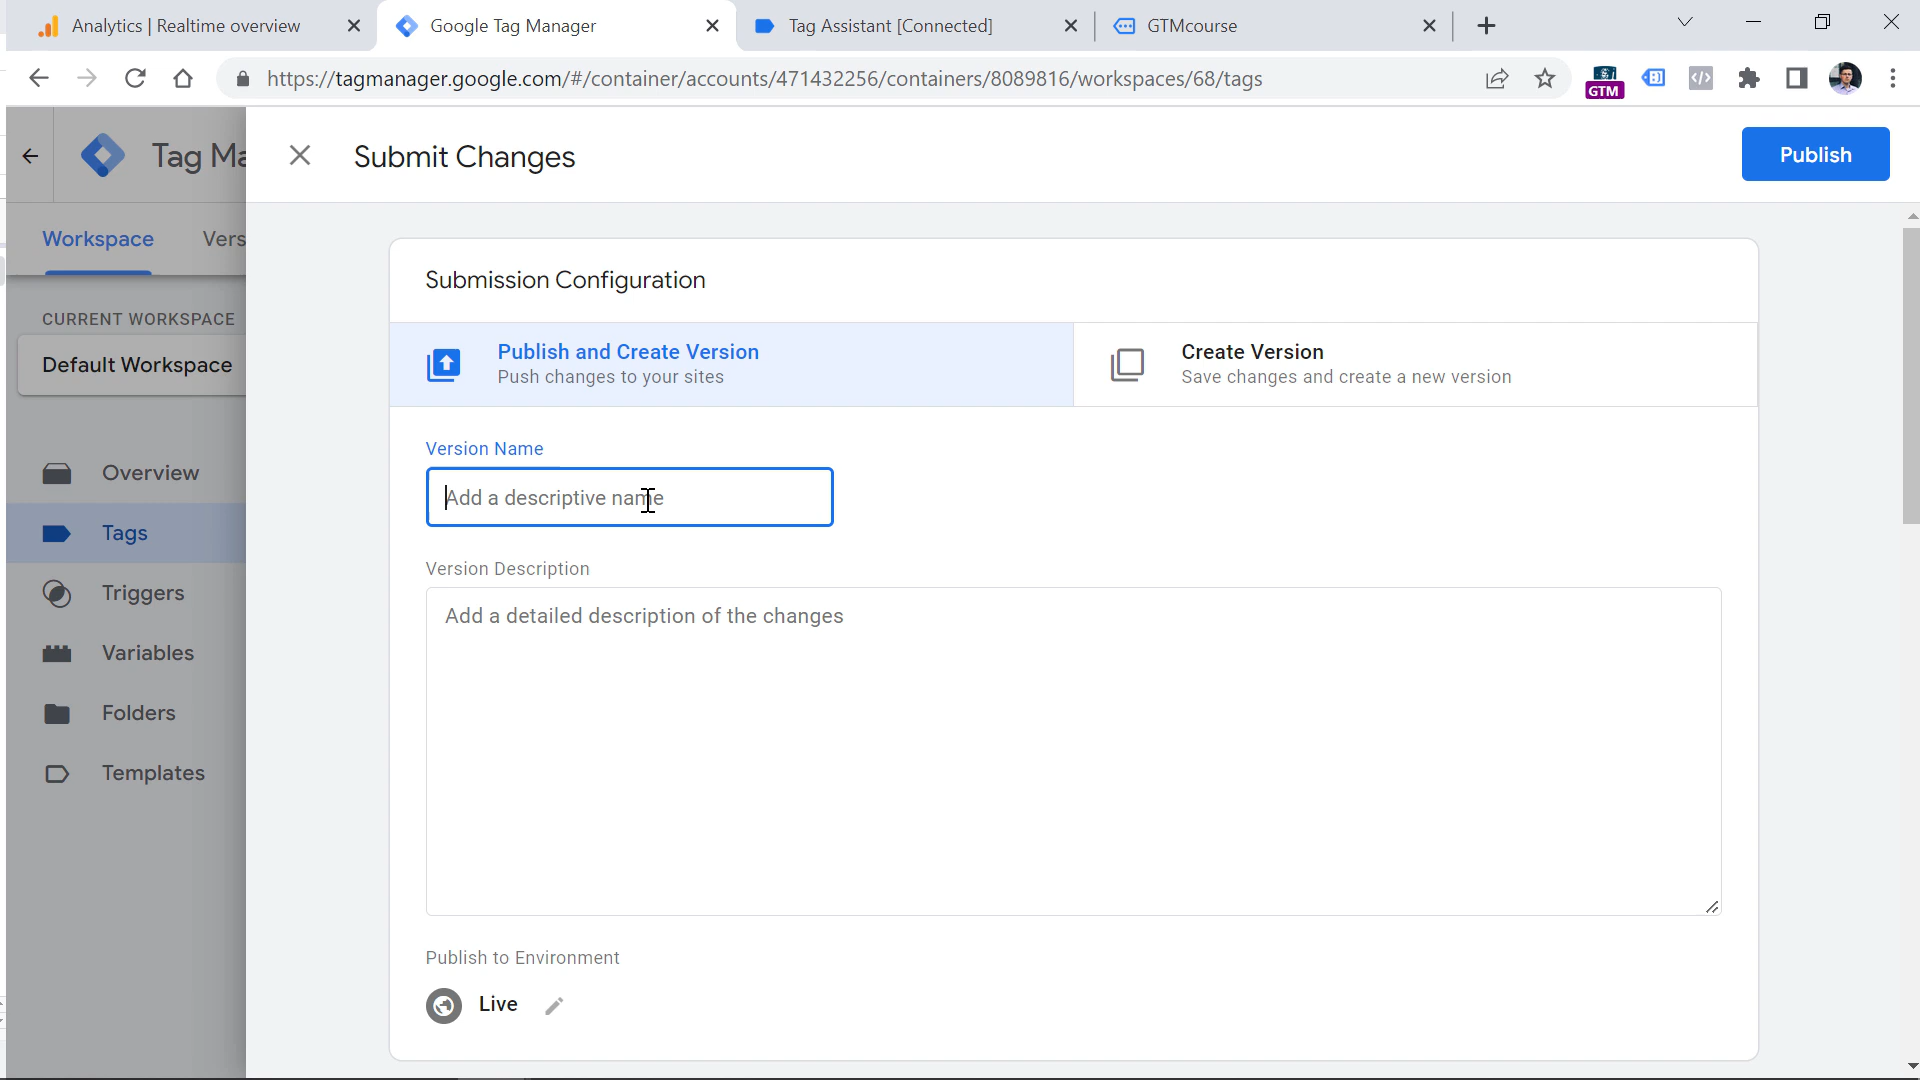 Analytics | Realtime overview
Google Tag Manager
Tag Assistant [Connected]
GTMcourse
https://tagmanager.google.com/#/container/accounts/471432256/containers/8089816/workspaces/68/tags
GTM
Tag Ma
Submit Changes
Publish
Workspace
Vers
Submission Configuration
CURRENT WORKSPACE
Default Workspace
Publish and Create Version
Push changes to your sites
Create Version
Save changes and create a new version
Version Name
Add a descriptive name
Overview
Tags
Triggers
Variables
Folders
Templates
Version Description
Add a detailed description of the changes
Publish to Environment
Live